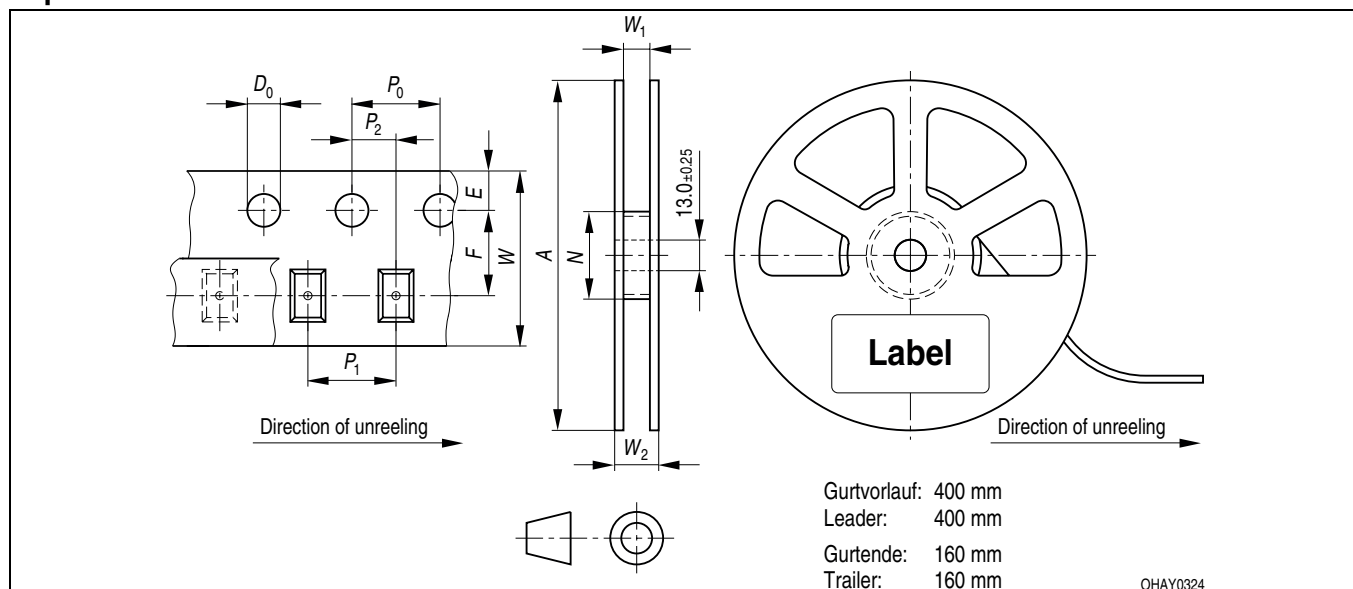 W1
D0
P0
P2
E
F
W
A
N
13.0±0.25
P1
W2
Label
Direction of unreeling
Direction of unreeling
Gurtvorlauf: 400 mm
Leader: 400 mm
Gurtende: 160 mm
Trailer: 160 mm
OHAY0324